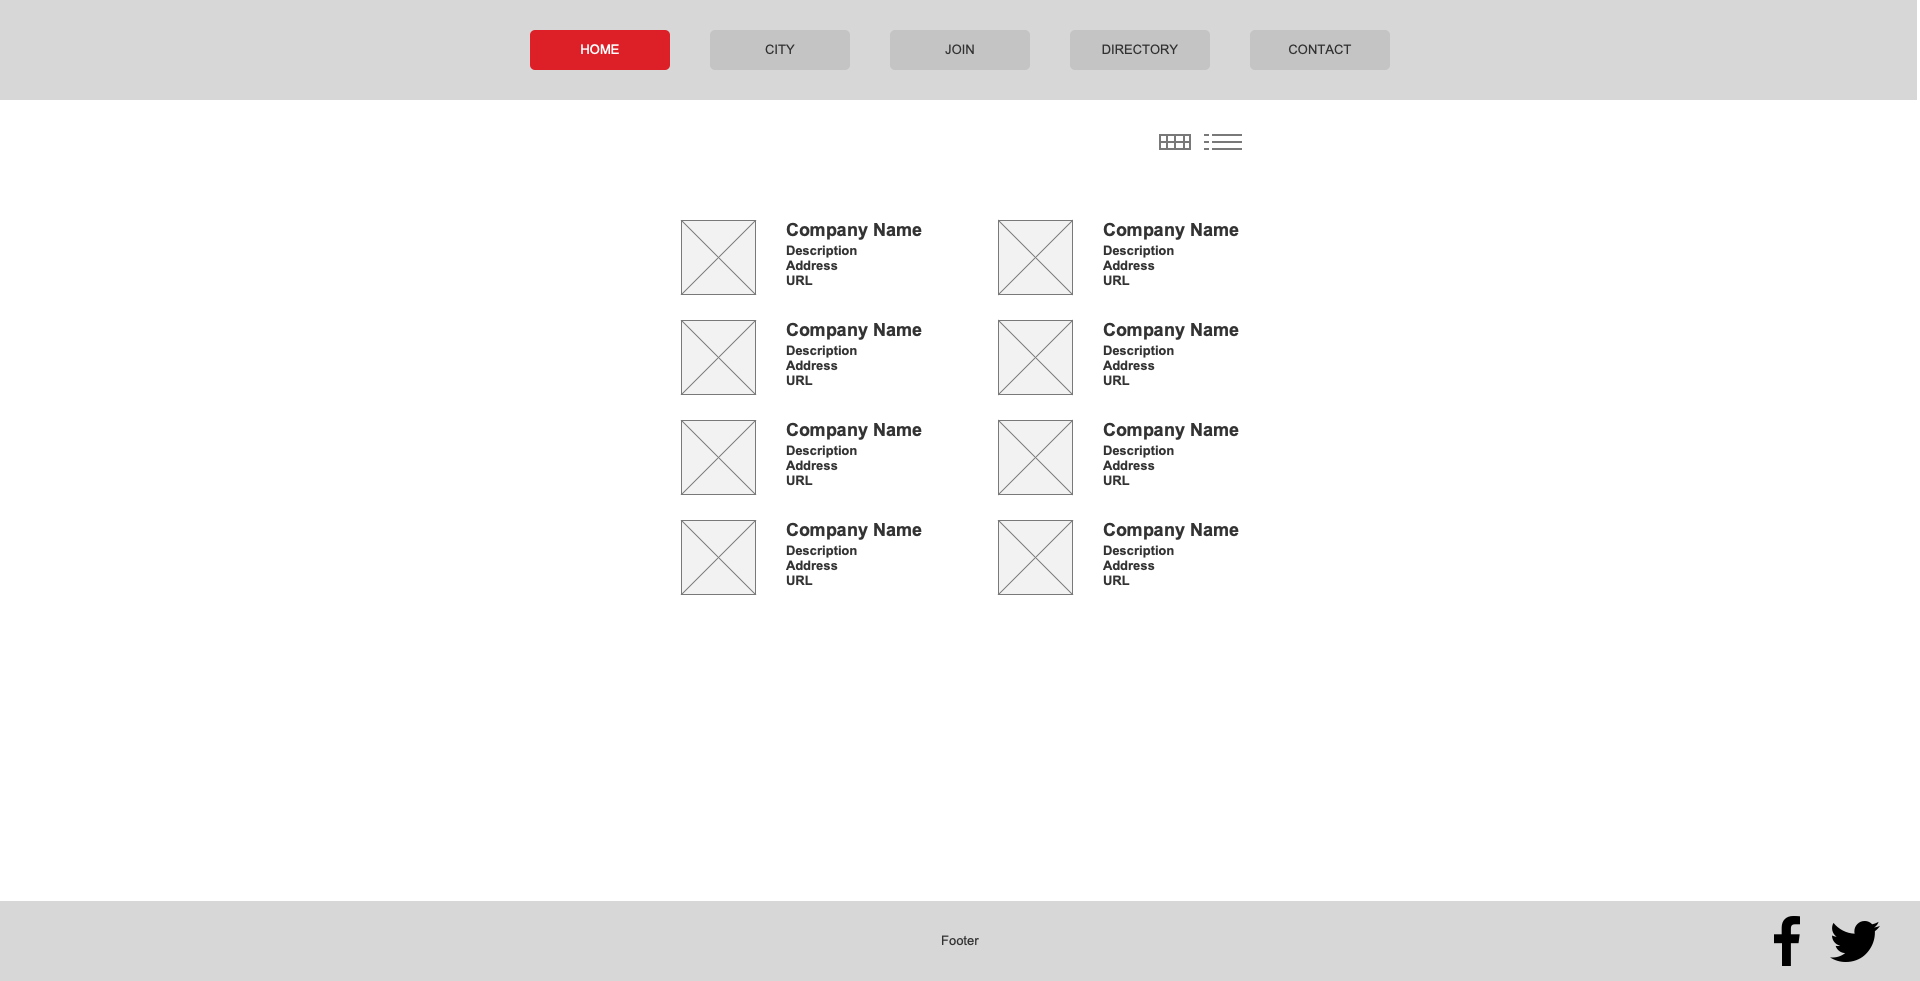 HOME CITY JOIN DIRECTORY CONTACT
Company Name
Description
Address
URL
Company Name
Description
Address
URL
Company Name
Description
Address
URL
Company Name
Description
Address
URL
Company Name
Description
Address
URL
Company Name
Description
Address
URL
Company Name
Description
Address
URL
Company Name
Description
Address
URL
Footer